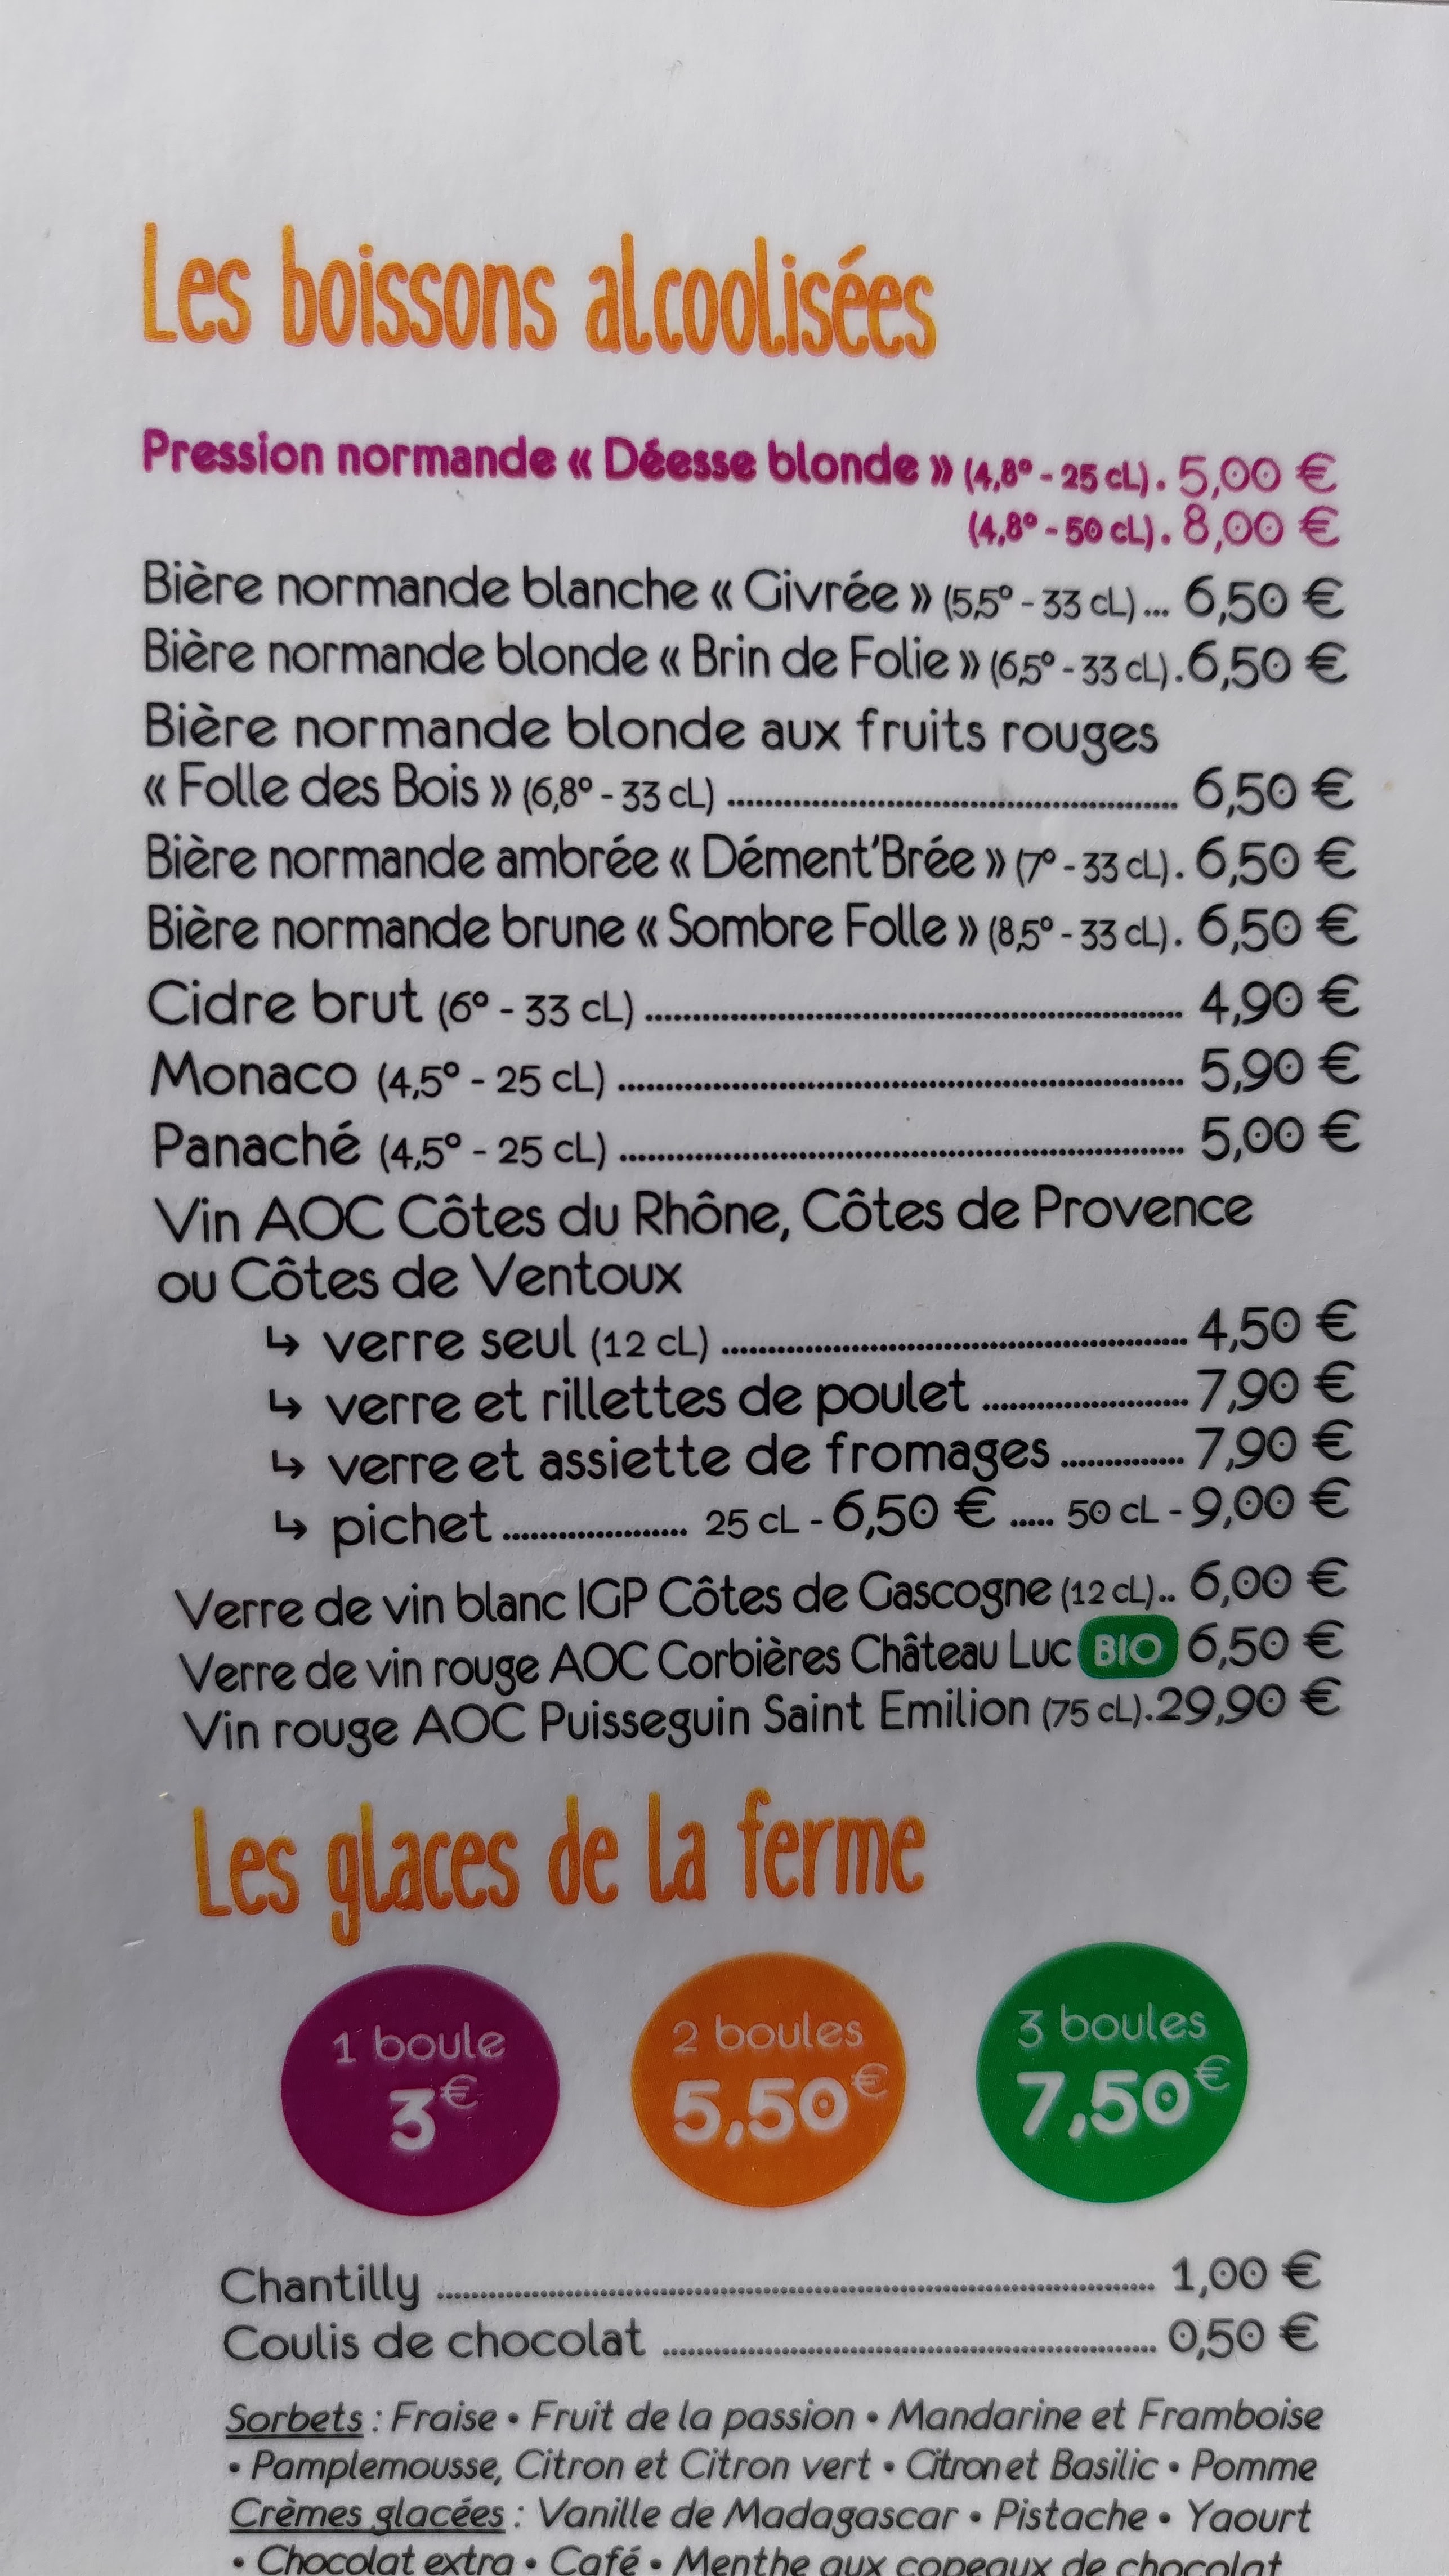 Les boissons alcoolisées
Pression normande « Déesse blonde » (4,8° - 25 cL) . 5,00 €
(4,8° - 50 cL) . 8,00 €
Bière normande blanche « Givrée » (5,5° - 33 cL) ... 6,50 €
Bière normande blonde « Brin de Folie » (6,5° - 33 cL) . 6,50 €
Bière normande blonde aux fruits rouges
« Folle des Bois » (6,8° - 33 cL) ........................................ 6,50 €
Bière normande ambrée « Démént'Brée » (7° - 33 cL) . 6,50 €
Bière normande brune « Sombre Folle » (8,5° - 33 cL) . 6,50 €
Cidre brut (6° - 33 cL) ........................................ 4,90 €
Monaco (4,5° - 25 cL) ........................................ 5,90 €
Panaché (4,5° - 25 cL) ........................................ 5,00 €
Vin AOC Côtes du Rhône, Côtes de Provence
ou Côtes de Ventoux
↳ verre seul (12 cL) ........................................ 4,50 €
↳ verre et rillettes de poulet .................... 7,90 €
↳ verre et assiette de fromages ............ 7,90 €
↳ pichet .................... 25 cL - 6,50 € ..... 50 cL - 9,00 €
Verre de vin blanc IGP Côtes de Gascogne (12 cL) .. 6,00 €
Verre de vin rouge AOC Corbières Château Luc BIO 6,50 €
Vin rouge AOC Puisseguin Saint Emilion (75 cL) . 29,90 €
Les glaces de la ferme
1 boule 2 boules 3 boules
3€ 5,50€ 7,50€
Chantilly ........................................ 1,00 €
Coulis de chocolat ........................................ 0,50 €
Sorbets : Fraise • Fruit de la passion • Mandarine et Framboise
• Pamplemousse, Citron et Citron vert • Citron et Basilic • Pomme
Crèmes glacées : Vanille de Madagascar • Pistache • Yaourt
• Chocolat extra • Café • Menthe aux copeaux de chocolat